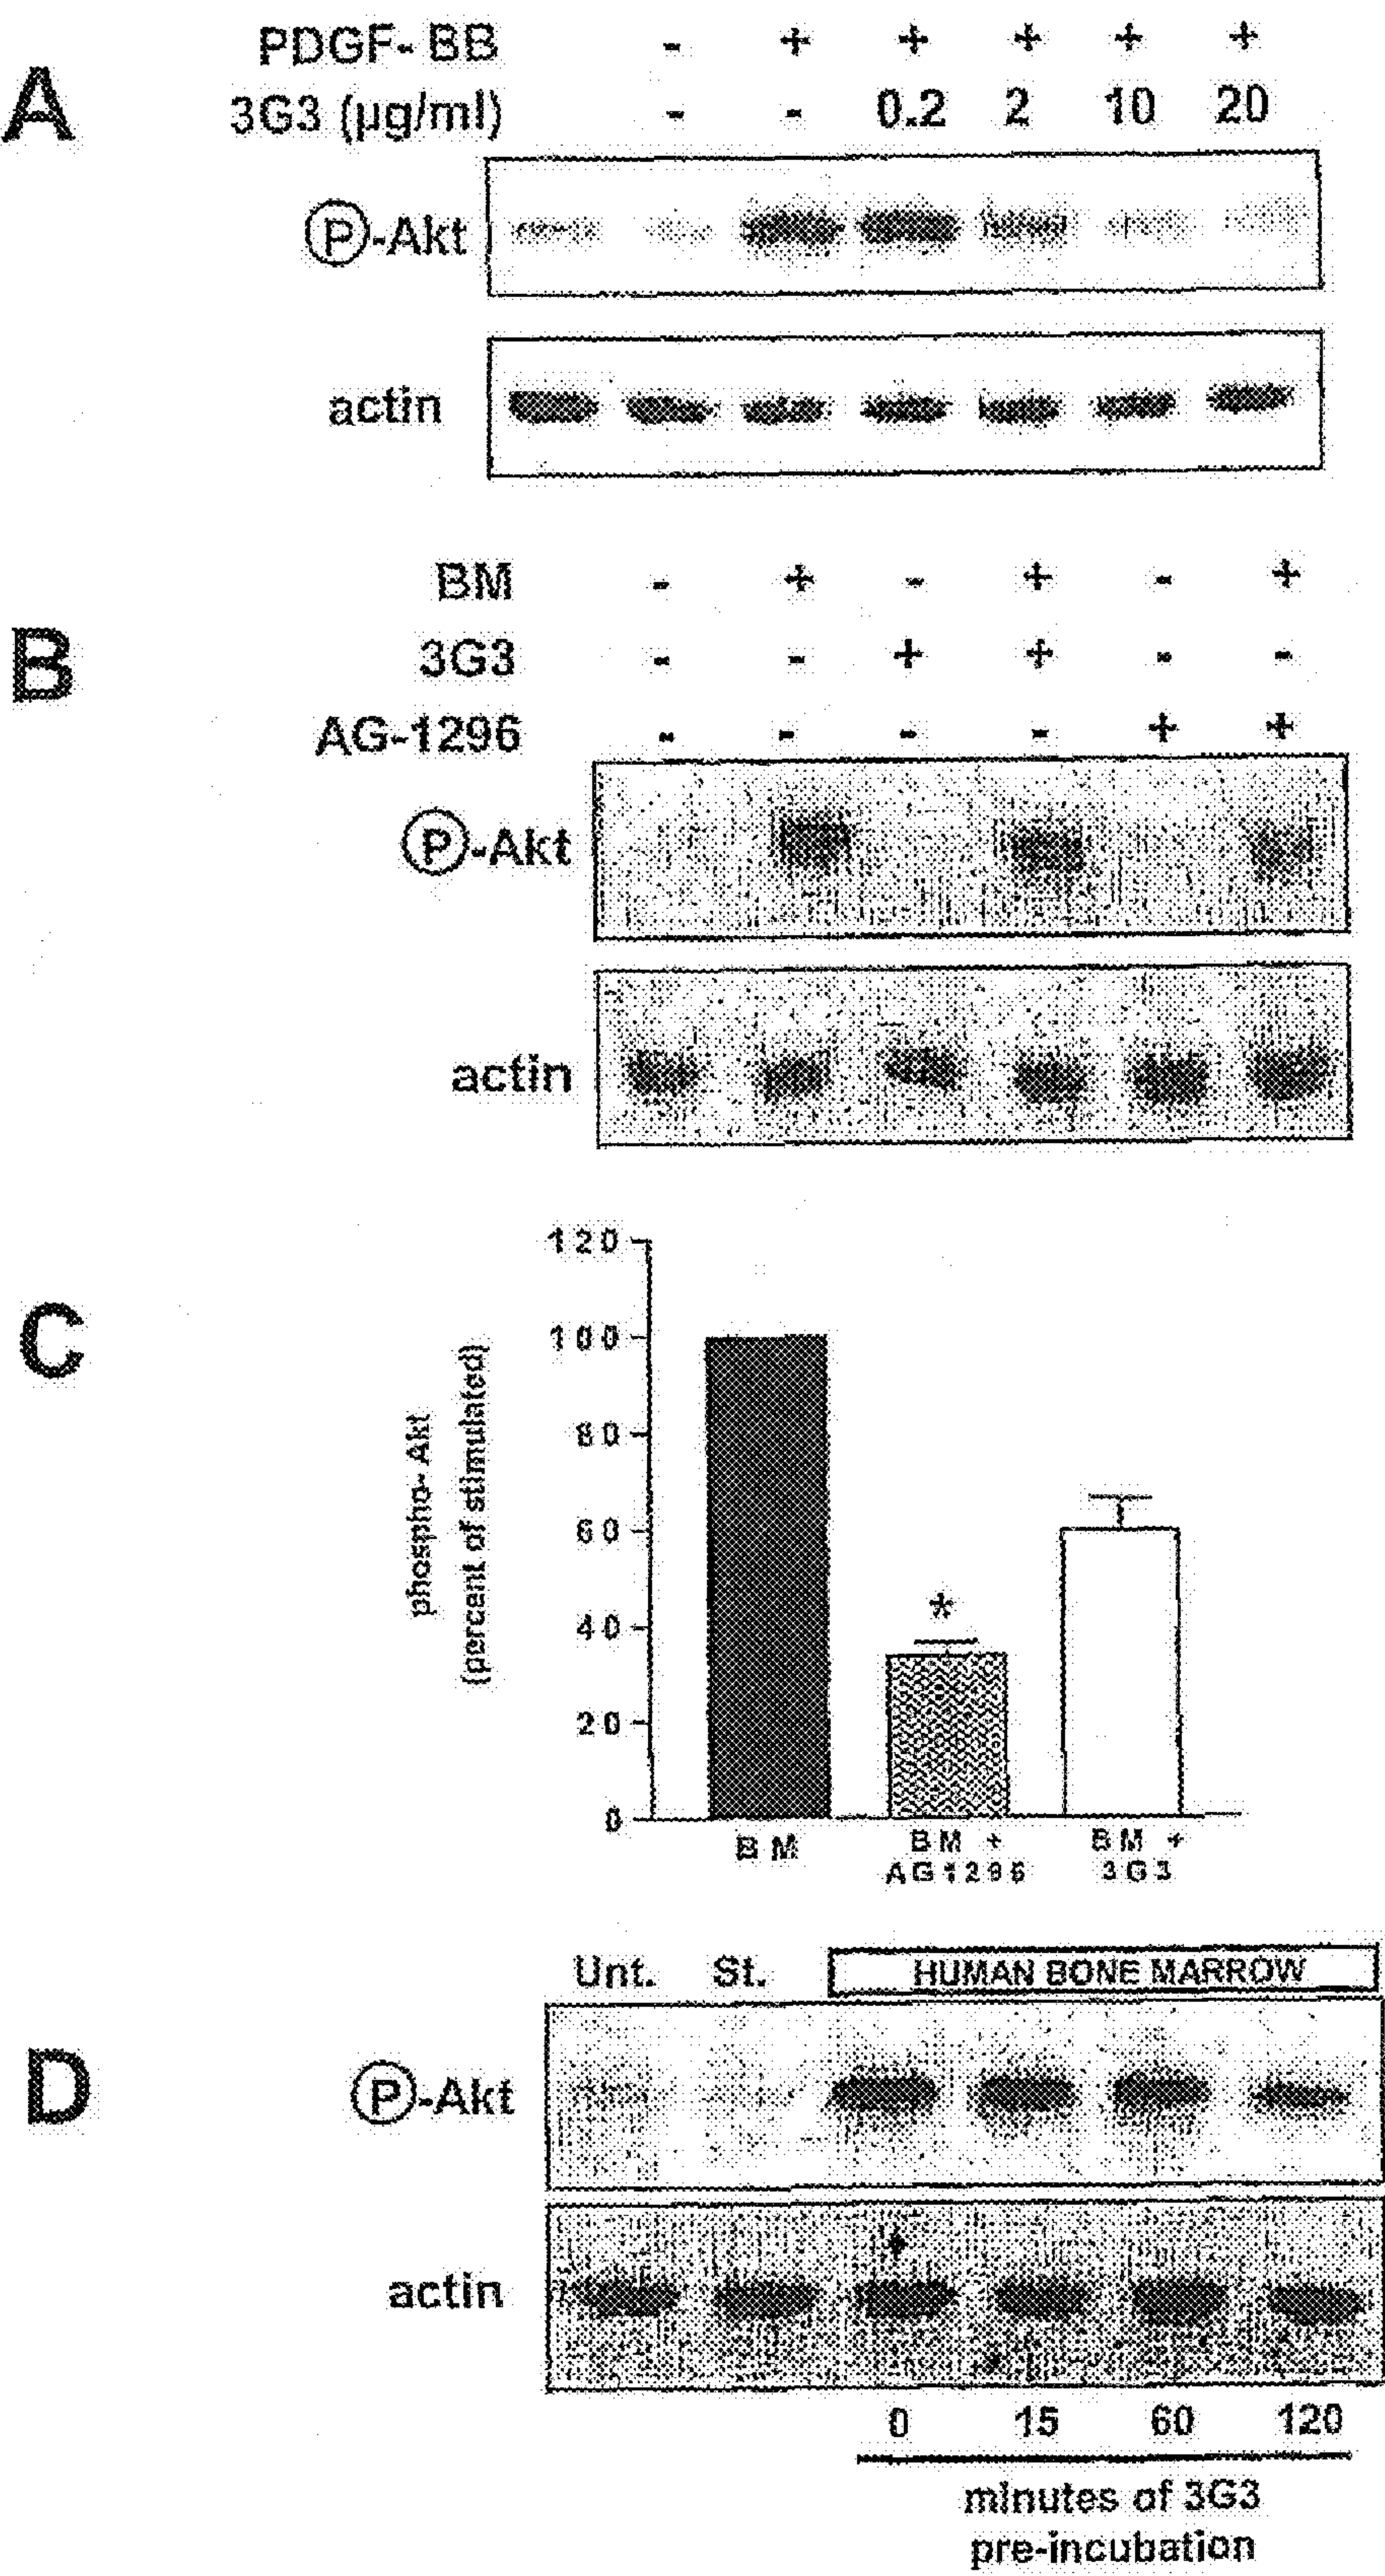 A
PDGF- BB - + + + + +
3G3 (µg/ml) - - 0.2 2 10 20
P-Akt
actin
B
BM - + - + - +
3G3 - - + + - -
AG-1296 - - - - + +
P-Akt
actin
C
120
100
80
60
40
20
0
phospho- Akt
(percent of stimulated)
*
BM
BM +
AG1296
BM +
3G3
D
Unt. St. HUMAN BONE MARROW
P-Akt
actin
0 15 60 120
minutes of 3G3
pre-incubation